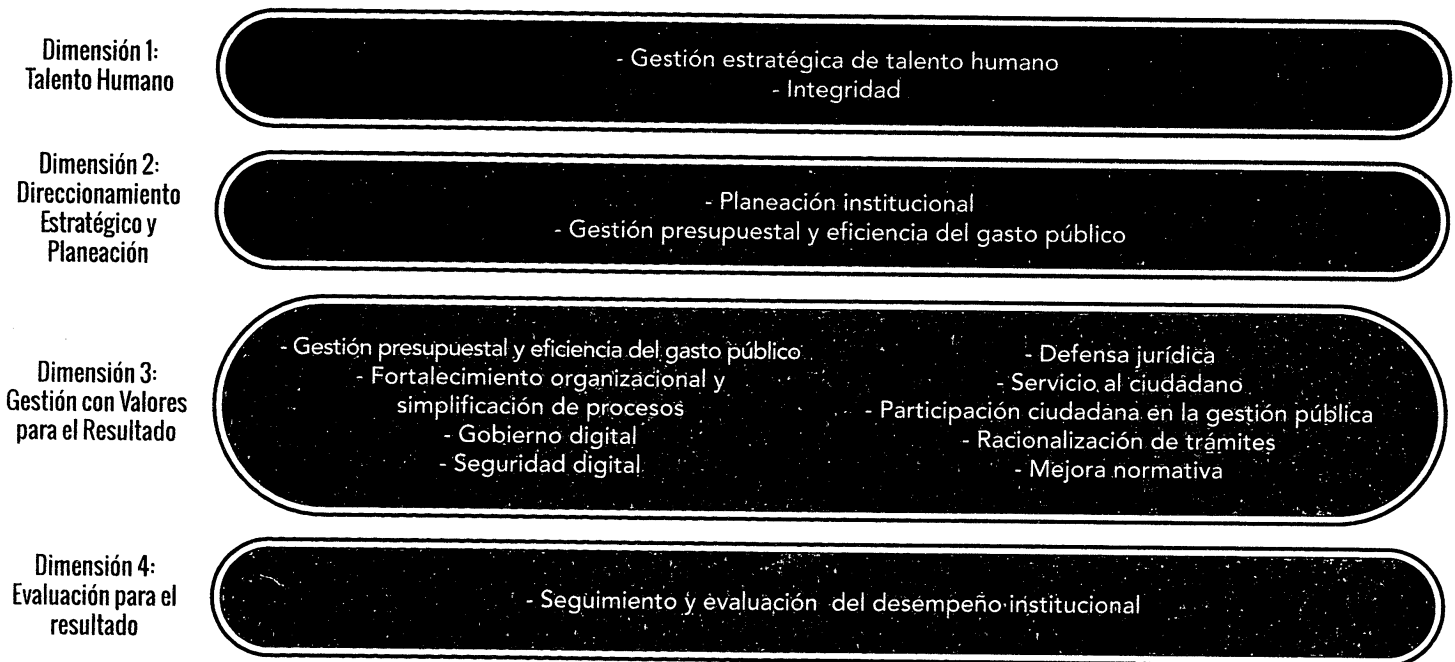 Dimensión 1:
Talento Humano
- Gestión estratégica de talento humano
- Integridad
Dimensión 2:
Direccionamiento
Estratégico y
Planeación
- Planeación institucional
- Gestión presupuestal y eficiencia del gasto público
Dimensión 3:
Gestión con Valores
para el Resultado
- Gestión presupuestal y eficiencia del gasto público
- Fortalecimiento organizacional y
simplificación de procesos
- Gobierno digital
- Seguridad digital
- Defensa jurídica
- Servicio al ciudadano
- Participación ciudadana en la gestión pública
- Racionalización de trámites
- Mejora normativa
Dimensión 4:
Evaluación para el
resultado
- Seguimiento y evaluación del desempeño institucional